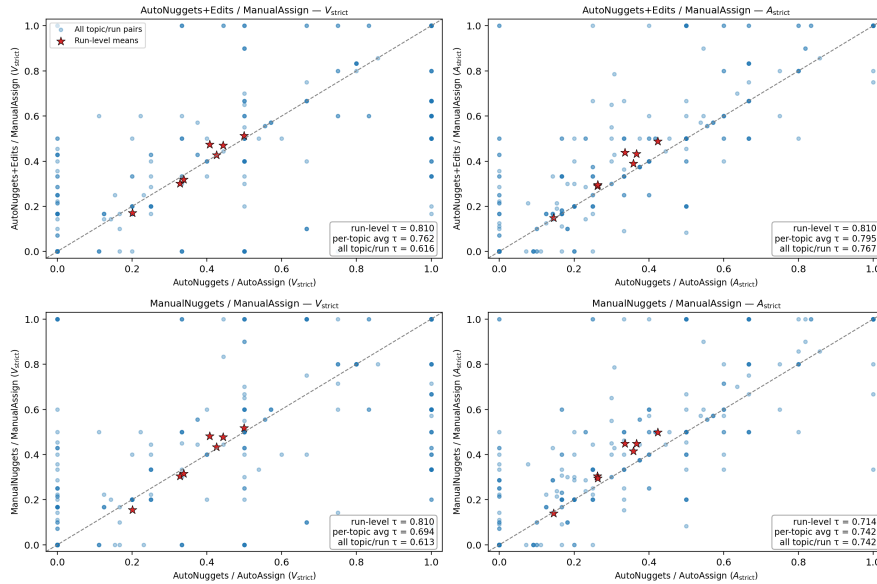 AutoNuggets+Edits / ManualAssign — V_strict
AutoNuggets+Edits / ManualAssign — A_strict
All topic/run pairs
Run-level means
AutoNuggets+Edits / ManualAssign (V_strict)
1.0
0.8
0.6
0.4
0.2
0.0
run-level τ = 0.810
per-topic avg τ = 0.762
all topic/run τ = 0.616
0.0 0.2 0.4 0.6 0.8 1.0
AutoNuggets / AutoAssign (V_strict)
AutoNuggets+Edits / ManualAssign (A_strict)
1.0
0.8
0.6
0.4
0.2
0.0
run-level τ = 0.810
per-topic avg τ = 0.795
all topic/run τ = 0.767
0.0 0.2 0.4 0.6 0.8 1.0
AutoNuggets / AutoAssign (A_strict)
ManualNuggets / ManualAssign — V_strict
ManualNuggets / ManualAssign — A_strict
ManualNuggets / ManualAssign (V_strict)
1.0
0.8
0.6
0.4
0.2
0.0
run-level τ = 0.810
per-topic avg τ = 0.694
all topic/run τ = 0.613
0.0 0.2 0.4 0.6 0.8 1.0
AutoNuggets / AutoAssign (V_strict)
ManualNuggets / ManualAssign (A_strict)
1.0
0.8
0.6
0.4
0.2
0.0
run-level τ = 0.714
per-topic avg τ = 0.742
all topic/run τ = 0.742
0.0 0.2 0.4 0.6 0.8 1.0
AutoNuggets / AutoAssign (A_strict)